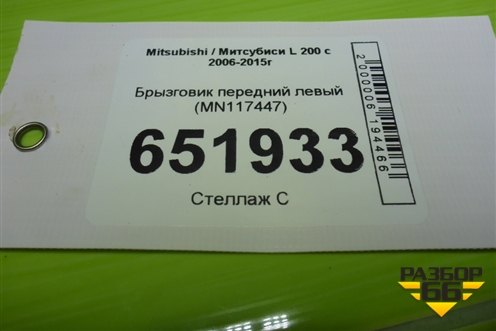 Mitsubishi / Митсубиси L 200 с
2006-2015г
Брызговик передний левый
(MN117447)
651933
Стеллаж С
2000006194466
РАЗБОР
66